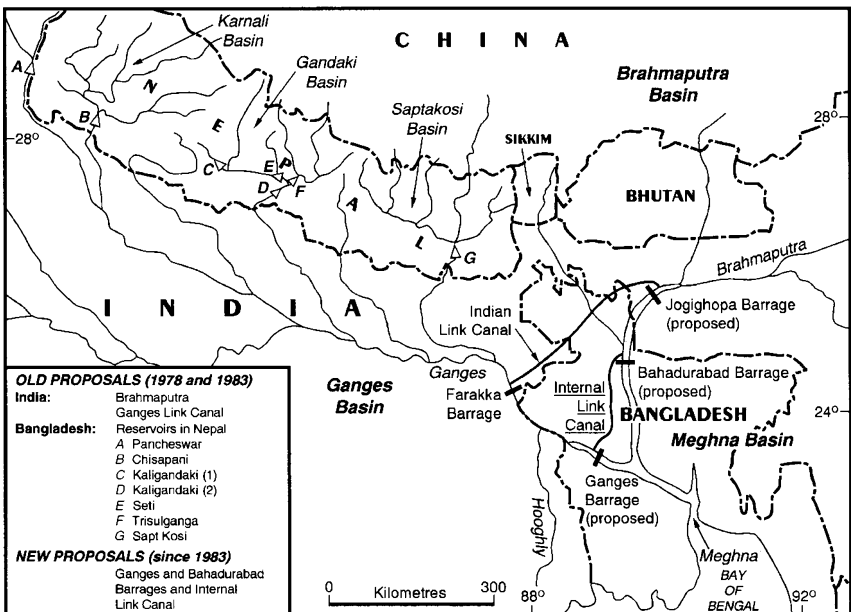 Karnali
Basin
C H I N A
A
Gandaki
Basin
Brahmaputra
Basin
N
Saptakosi
Basin
B
28°
28°
E
SIKKIM
C
E
P
D
F
BHUTAN
A
L
G
Brahmaputra
I N D I A
Indian
Link Canal
Jogighopa Barrage
(proposed)
Ganges
Ganges
Basin
Farakka
Barrage
Internal
Link
Canal
Bahadurabad Barrage
(proposed)
BANGLADESH
24°
Meghna Basin
Ganges
Barrage
(proposed)
Hooghly
Meghna
BAY
OF
BENGAL
OLD PROPOSALS (1978 and 1983)
India: Brahmaputra
Ganges Link Canal
Bangladesh: Reservoirs in Nepal
A Pancheswar
B Chisapani
C Kaligandaki (1)
D Kaligandaki (2)
E Seti
F Trisulganga
G Sapt Kosi
NEW PROPOSALS (since 1983)
Ganges and Bahadurabad
Barrages and Internal
Link Canal
0 Kilometres 300
88°
92°